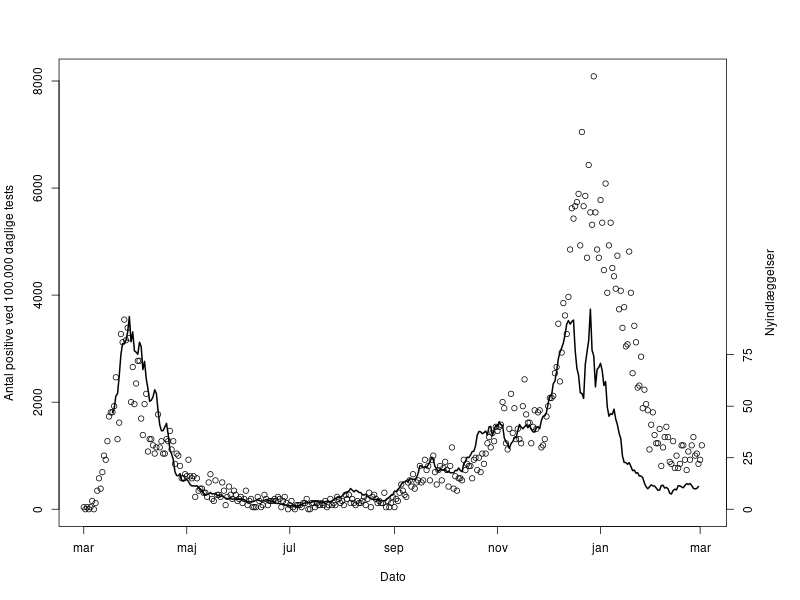 8000
6000
4000
2000
0
Antal positive ved 100.000 daglige tests
75
50
25
0
Nyindlæggelser
mar maj jul sep nov jan mar
Dato